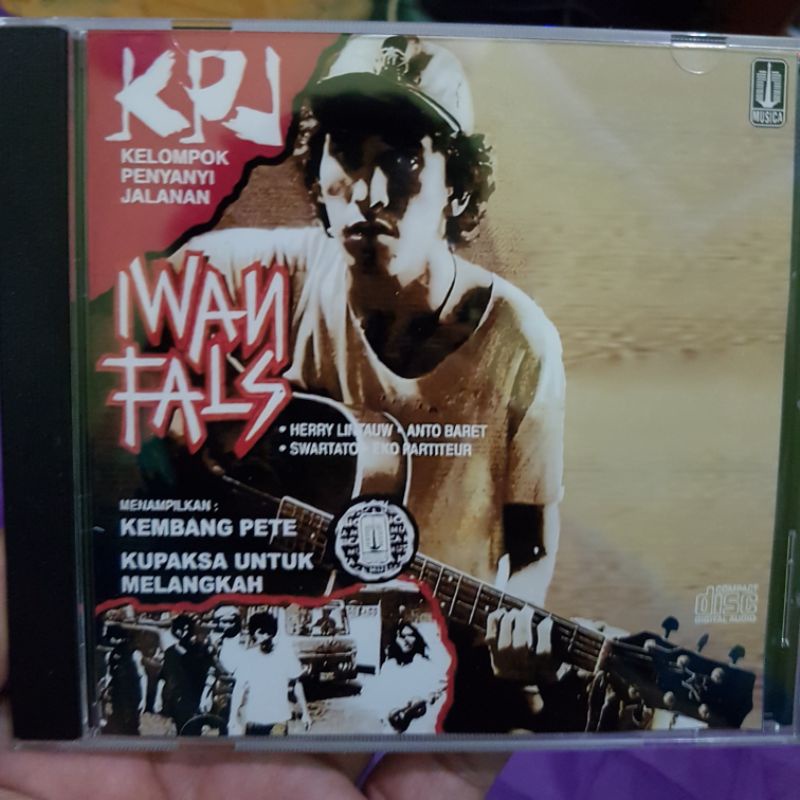 KPJ
KELOMPOK
PENYANYI
JALANAN
MUSICA
IWAN
FALS
• HERRY LINTAUW • ANTO BARET
• SWARTATO • EKO PARTITEUR
MENAMPILKAN :
KEMBANG PETE
KUPAKSA UNTUK
MELANGKAH
COMPACT
disc
DIGITAL AUDIO